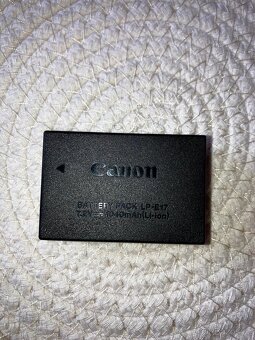 Canon
BATTERY PACK LP-E17
7.2V ⎓ 1040mAh(Li-ion)